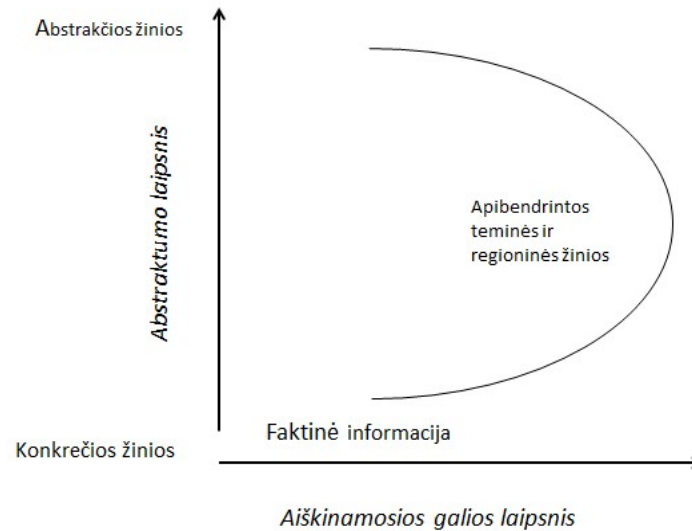 Abstrakčios žinios
Abstraktumo laipsnis
Apibendrintos
teminės ir
regioninės žinios
Faktinė informacija
Konkrečios žinios
Aiškinamosios galios laipsnis